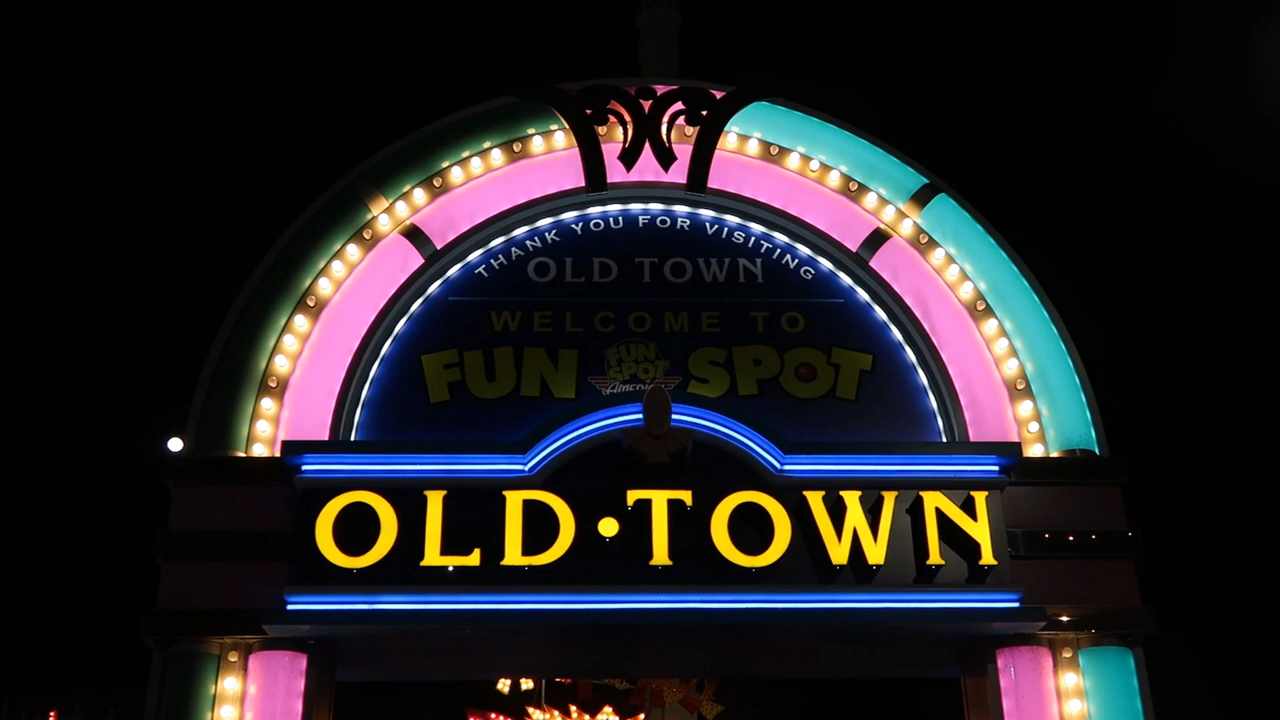 THANK YOU FOR VISITING
OLD TOWN
WELCOME TO
FUN SPOT
FUN
SPOT
AMERICA
OLD•TOWN